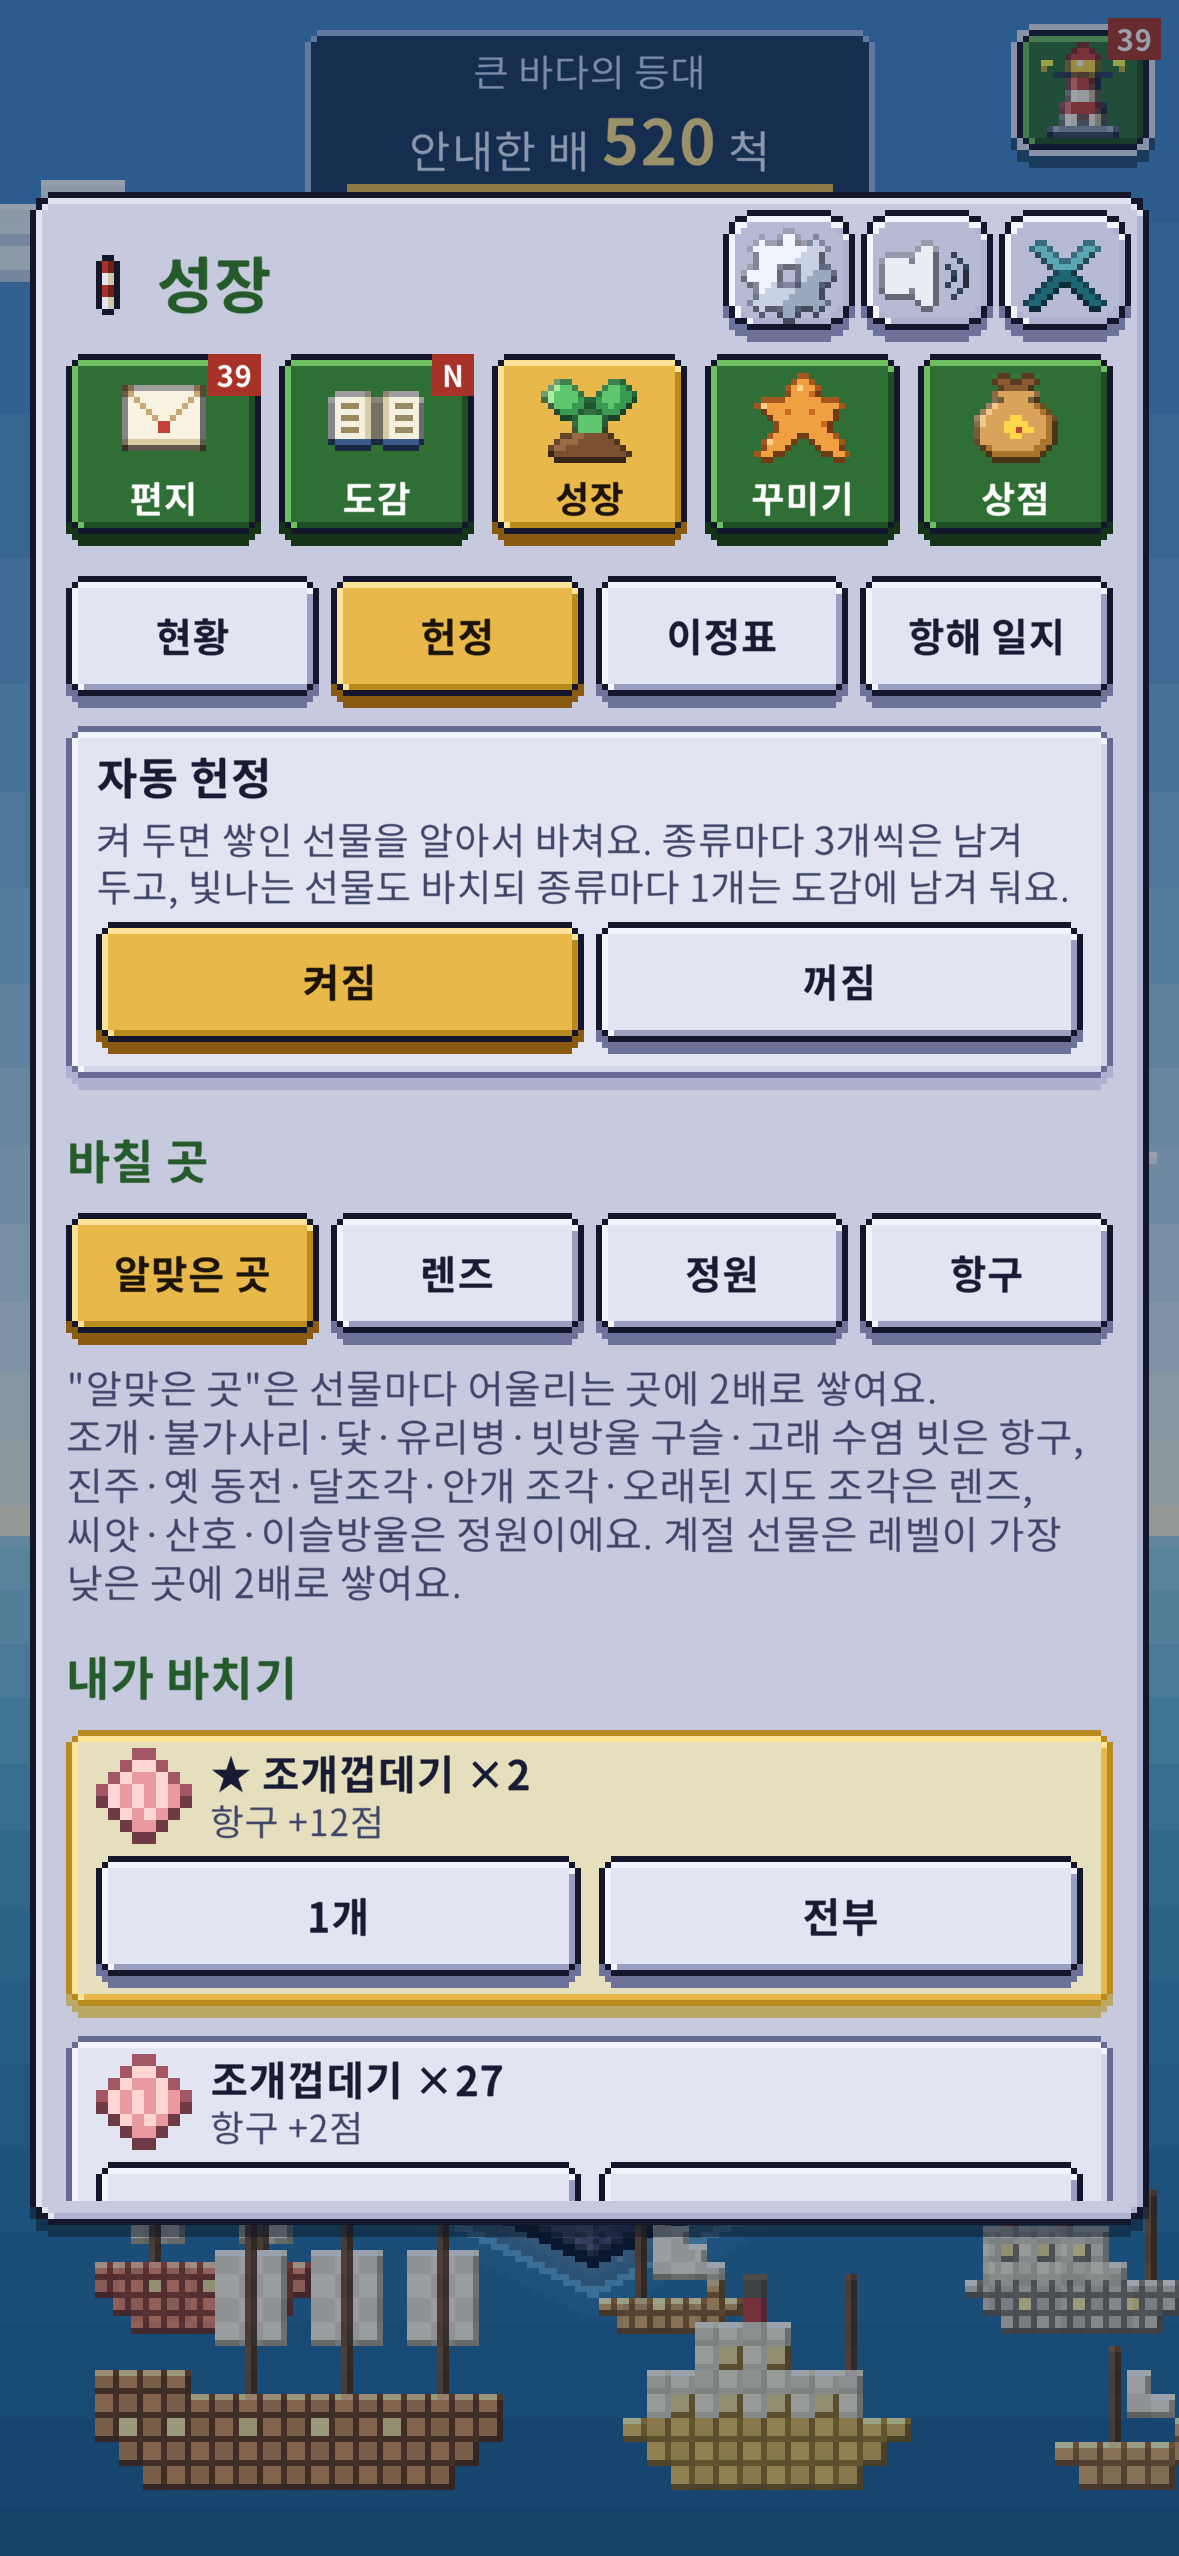 큰 바다의 등대
안내한 배 520 척
39
성장
39
N
편지
도감
성장
꾸미기
상점
현황
헌정
이정표
항해 일지
자동 헌정
켜 두면 쌓인 선물을 알아서 바쳐요. 종류마다 3개씩은 남겨
두고, 빛나는 선물도 바치되 종류마다 1개는 도감에 남겨 둬요.
켜짐
꺼짐
바칠 곳
알맞은 곳
렌즈
정원
항구
"알맞은 곳"은 선물마다 어울리는 곳에 2배로 쌓여요.
조개·불가사리·닻·유리병·빗방울 구슬·고래 수염 빗은 항구,
진주·옛 동전·달조각·안개 조각·오래된 지도 조각은 렌즈,
씨앗·산호·이슬방울은 정원이에요. 계절 선물은 레벨이 가장
낮은 곳에 2배로 쌓여요.
내가 바치기
★ 조개껍데기 ×2
항구 +12점
1개
전부
조개껍데기 ×27
항구 +2점